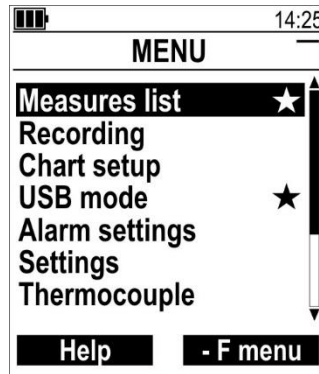 14:25
MENU
Measures list
Recording
Chart setup
USB mode
Alarm settings
Settings
Thermocouple
Help - F menu